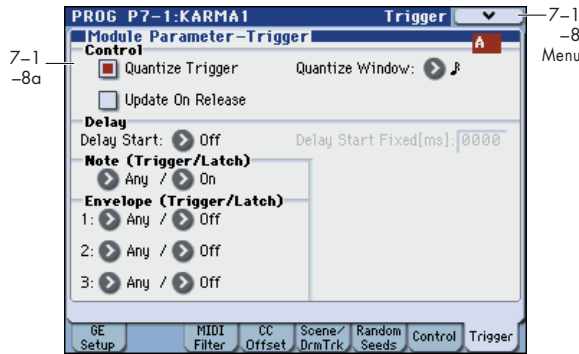 PROG P7-1:KARMA1 Trigger
7-1
-8
Menu
Module Parameter-Trigger
A
Control
7-1
-8a
Quantize Trigger Quantize Window: ♪
Update On Release
Delay
Delay Start: Off Delay Start Fixed[ms]: 0000
Note (Trigger/Latch)
Any / On
Envelope (Trigger/Latch)
1: Any / Off
2: Any / Off
3: Any / Off
GE Setup
MIDI Filter
CC Offset
Scene/ DrmTrk
Random Seeds
Control
Trigger